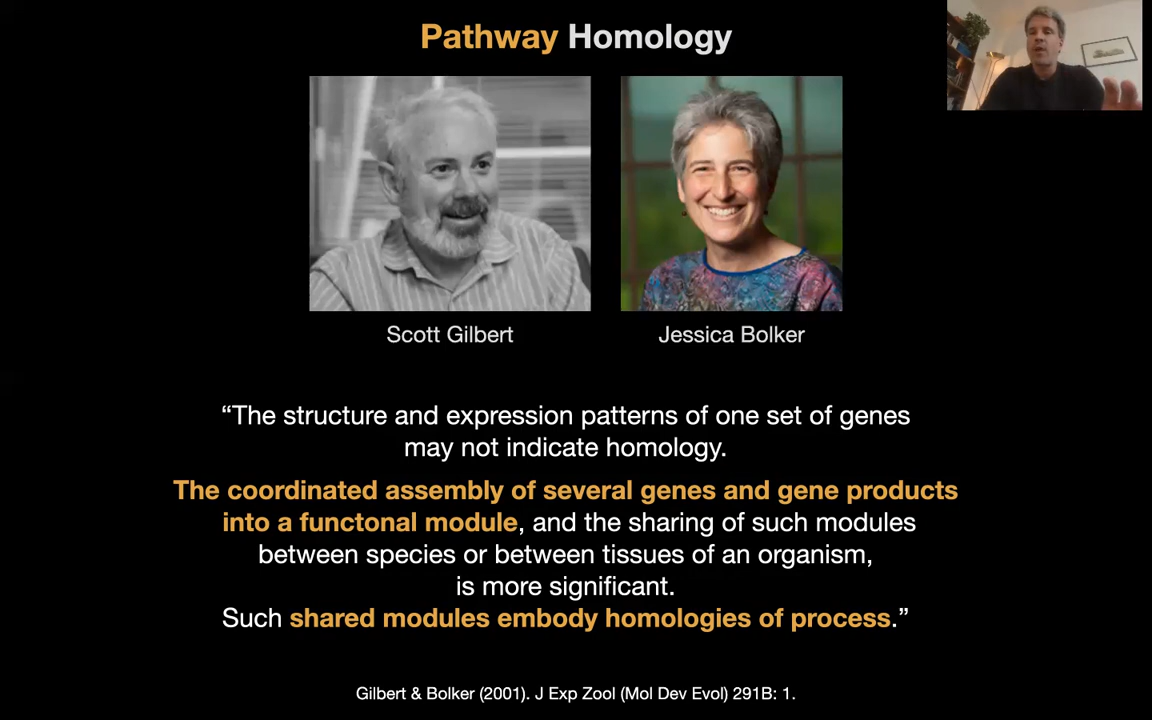 Pathway Homology
Scott Gilbert
Jessica Bolker
“The structure and expression patterns of one set of genes
may not indicate homology.
The coordinated assembly of several genes and gene products
into a functonal module, and the sharing of such modules
between species or between tissues of an organism,
is more significant.
Such shared modules embody homologies of process.”
Gilbert & Bolker (2001). J Exp Zool (Mol Dev Evol) 291B: 1.